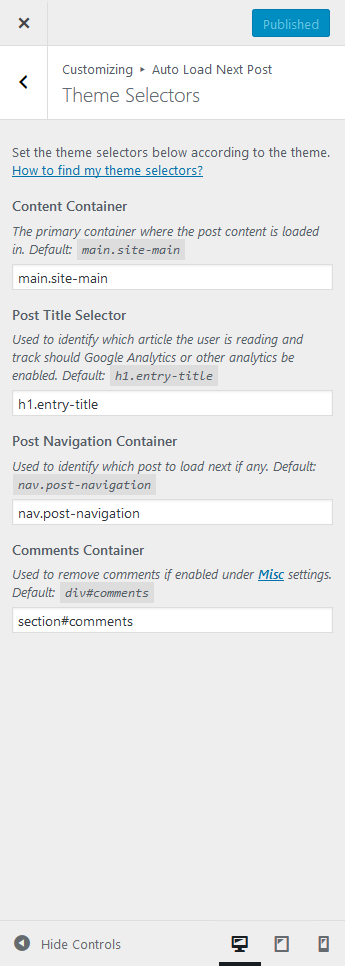 Published
Customizing ▸ Auto Load Next Post
Theme Selectors
Set the theme selectors below according to the theme.
How to find my theme selectors?
Content Container
The primary container where the post content is loaded
in. Default: main.site-main
main.site-main
Post Title Selector
Used to identify which article the user is reading and
track should Google Analytics or other analytics be
enabled. Default: h1.entry-title
h1.entry-title
Post Navigation Container
Used to identify which post to load next if any. Default:
nav.post-navigation
nav.post-navigation
Comments Container
Used to remove comments if enabled under Misc settings.
Default: div#comments
section#comments
Hide Controls